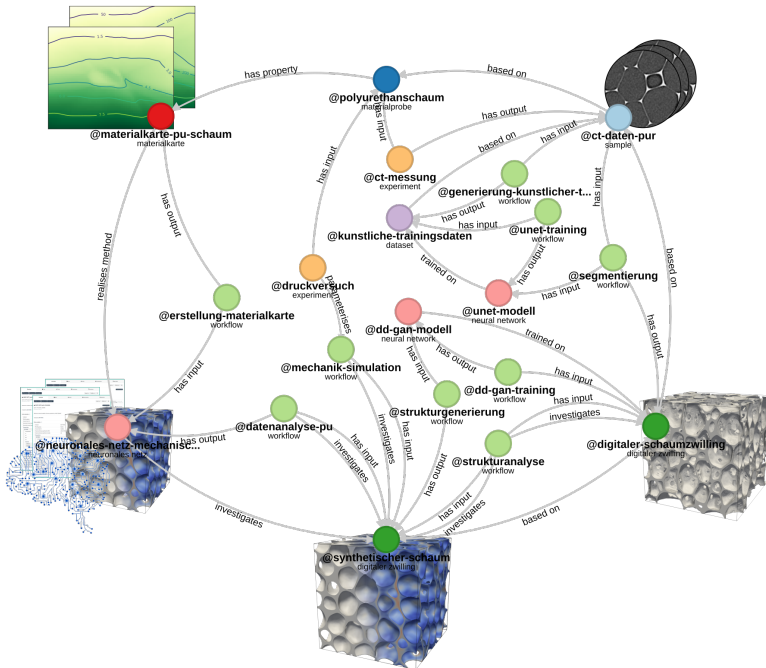 has property
based on
@polyurethanschaum
materialprobe
has input
has output
@materialkarte-pu-schaum
materialkarte
@ct-daten-pur
sample
based on
has input
@ct-messung
experiment
has input
has input
@generierung-kunstlicher-t...
workflow
has output
has input
@kunstliche-trainingsdaten
dataset
@unet-training
workflow
has output
realises method
trained on
has output
based on
@druckversuch
experiment
parameterises
@segmentierung
workflow
has input
@unet-modell
neural network
@erstellung-materialkarte
workflow
@dd-gan-modell
neural network
trained on
has output
has input
@mechanik-simulation
workflow
has output
has input
@dd-gan-training
workflow
has input
has input
@strukturgenerierung
workflow
investigates
@datenanalyse-pu
workflow
has output
@neuronales-netz-mechanisc...
neuronales netz
has input
investigates
investigates
has input
@digitaler-schaumzwilling
digitaler zwilling
@strukturanalyse
workflow
has output
has input
investigates
based on
investigates
@synthetischer-schaum
digitaler zwilling